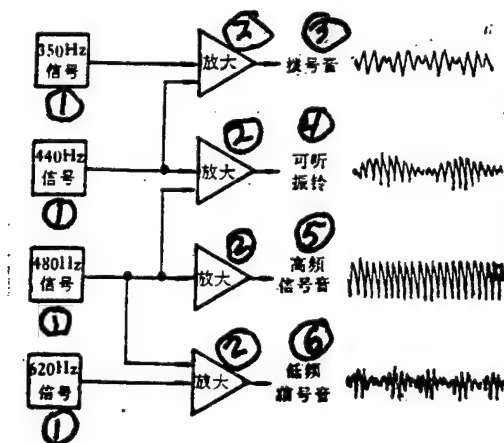 350Hz
信号
①
放大
②
③
拨号音
440Hz
信号
①
放大
②
④
可听
振铃
480Hz
信号
①
放大
②
⑤
高频
信号音
620Hz
信号
①
放大
②
⑥
低频
信号音